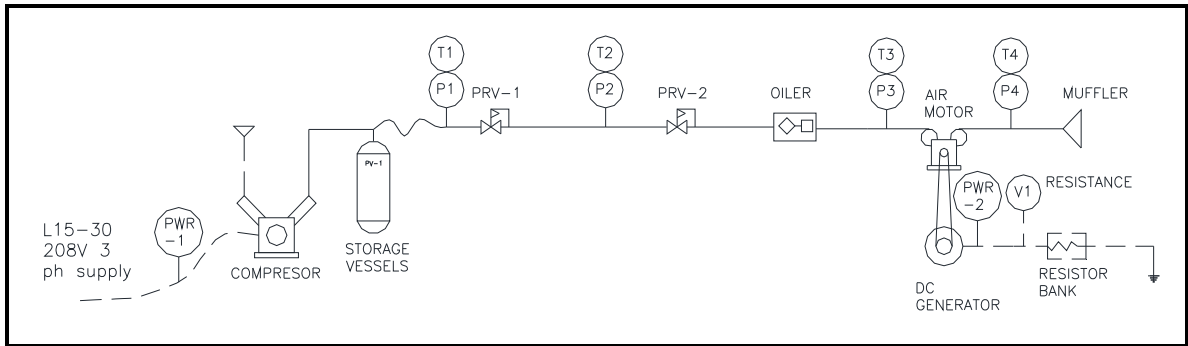 T1
T2
T3
T4
P1
PRV-1
P2
PRV-2
OILER
P3
AIR
MOTOR
P4
MUFFLER
PV-1
L15-30
208V 3
ph supply
PWR
-1
COMPRESOR
STORAGE
VESSELS
PWR
-2
V1
RESISTANCE
DC
GENERATOR
RESISTOR
BANK